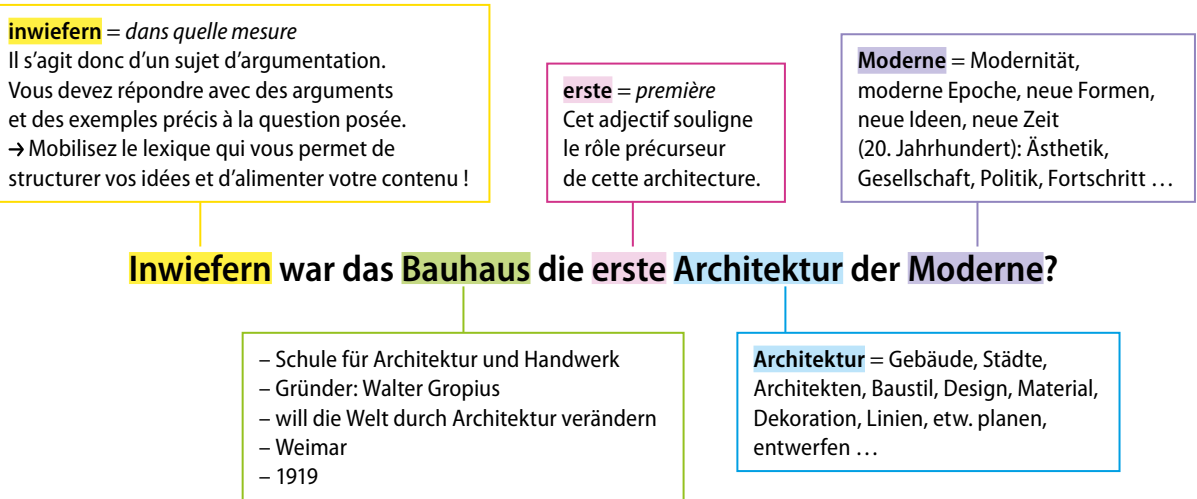 inwiefern = dans quelle mesure
Il s’agit donc d’un sujet d’argumentation.
Vous devez répondre avec des arguments
et des exemples précis à la question posée.
→ Mobilisez le lexique qui vous permet de
structurer vos idées et d’alimenter votre contenu !
erste = première
Cet adjectif souligne
le rôle précurseur
de cette architecture.
Moderne = Modernität,
moderne Epoche, neue Formen,
neue Ideen, neue Zeit
(20. Jahrhundert): Ästhetik,
Gesellschaft, Politik, Fortschritt …
Inwiefern war das Bauhaus die erste Architektur der Moderne?
– Schule für Architektur und Handwerk
– Gründer: Walter Gropius
– will die Welt durch Architektur verändern
– Weimar
– 1919
Architektur = Gebäude, Städte,
Architekten, Baustil, Design, Material,
Dekoration, Linien, etw. planen,
entwerfen …